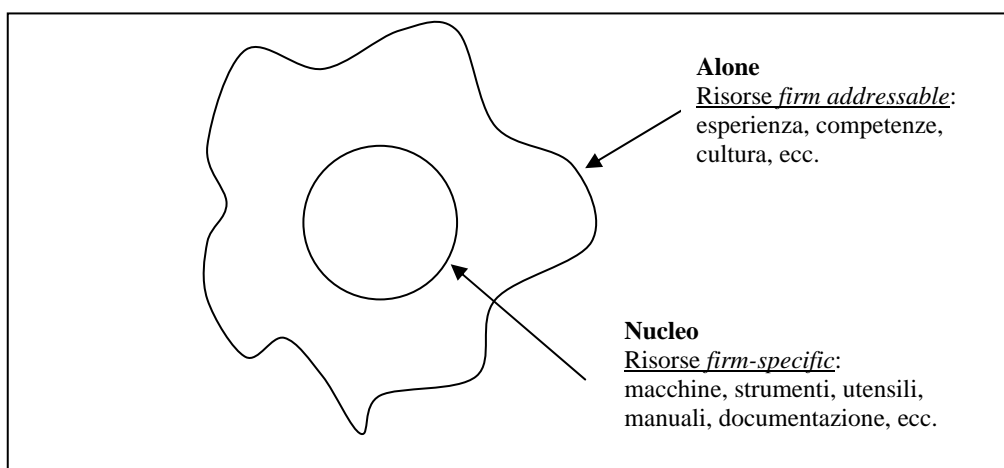 Alone
Risorse firm addressable:
esperienza, competenze,
cultura, ecc.
Nucleo
Risorse firm-specific:
macchine, strumenti, utensili,
manuali, documentazione, ecc.